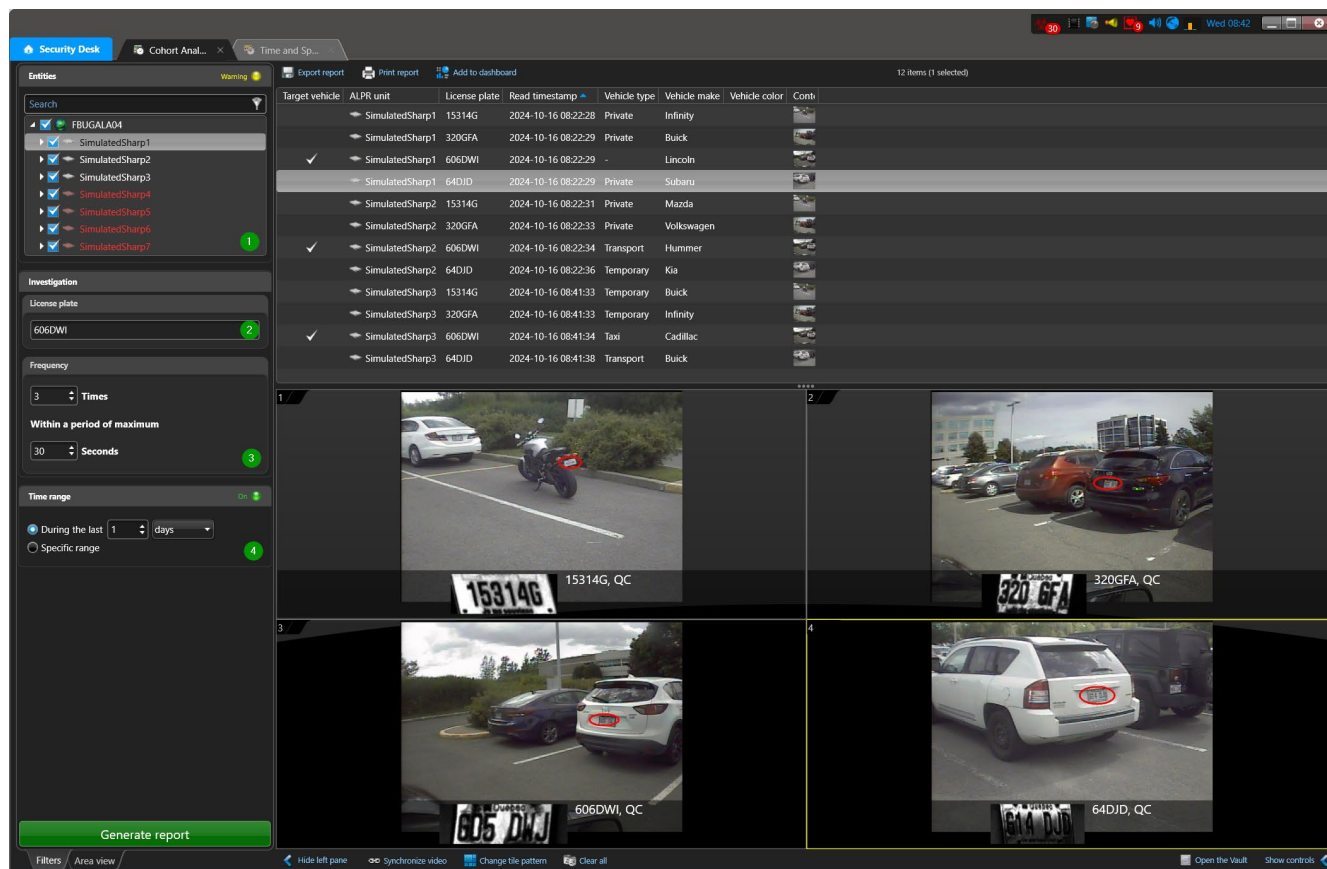 30
9
Wed 08:42
Security Desk
Cohort Anal...
Time and Sp...
Entities
Warning
Search
FBUGALA04
SimulatedSharp1
SimulatedSharp2
SimulatedSharp3
SimulatedSharp4
SimulatedSharp5
SimulatedSharp6
SimulatedSharp7
1
Investigation
License plate
606DWI
2
Frequency
3 Times
Within a period of maximum
30 Seconds
3
Time range
On
During the last 1 days
Specific range
4
Generate report
Filters
Area view
Export report
Print report
Add to dashboard
12 items (1 selected)
Target vehicle ALPR unit License plate Read timestamp Vehicle type Vehicle make Vehicle color Conte
SimulatedSharp1 15314G 2024-10-16 08:22:28 Private Infinity
SimulatedSharp1 320GFA 2024-10-16 08:22:29 Private Buick
SimulatedSharp1 606DWI 2024-10-16 08:22:29 - Lincoln
SimulatedSharp1 64DJD 2024-10-16 08:22:29 Private Subaru
SimulatedSharp2 15314G 2024-10-16 08:22:31 Private Mazda
SimulatedSharp2 320GFA 2024-10-16 08:22:33 Private Volkswagen
SimulatedSharp2 606DWI 2024-10-16 08:22:34 Transport Hummer
SimulatedSharp2 64DJD 2024-10-16 08:22:36 Temporary Kia
SimulatedSharp3 15314G 2024-10-16 08:41:33 Temporary Buick
SimulatedSharp3 320GFA 2024-10-16 08:41:33 Temporary Infinity
SimulatedSharp3 606DWI 2024-10-16 08:41:34 Taxi Cadillac
SimulatedSharp3 64DJD 2024-10-16 08:41:38 Transport Buick
1
15314G
Je me souviens
15314G, QC
2
Québec
320 GFA
320GFA, QC
3
606DWI, QC
4
64DJD, QC
Hide left pane
Synchronize video
Change tile pattern
Clear all
Open the Vault
Show controls